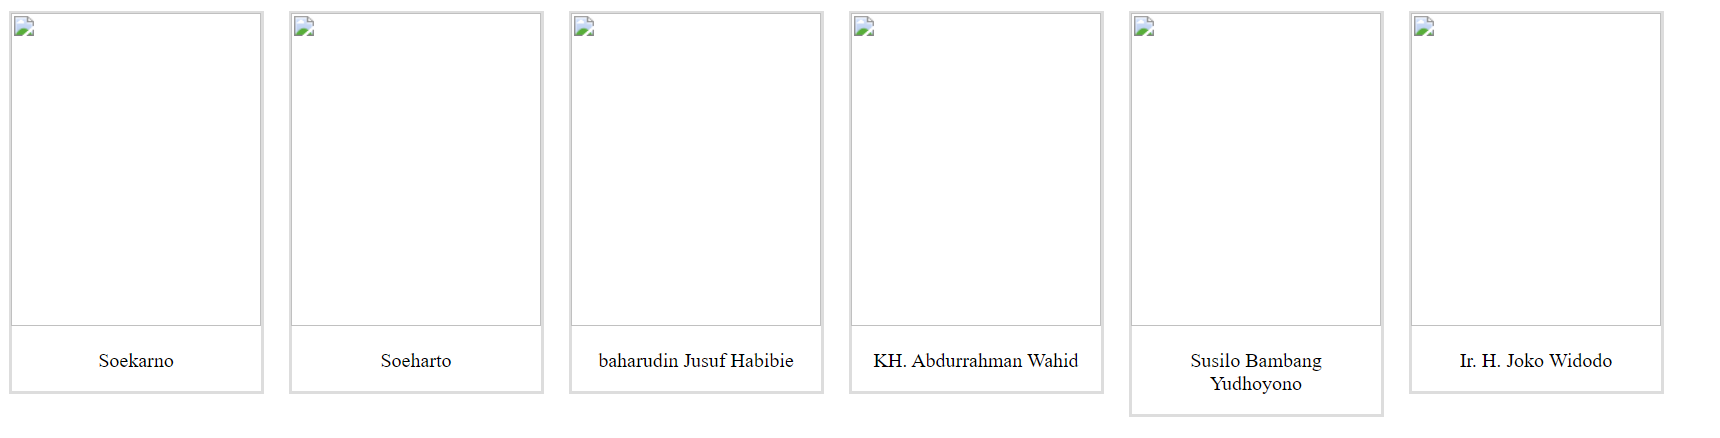 Soekarno
Soeharto
baharudin Jusuf Habibie
KH. Abdurrahman Wahid
Susilo Bambang
Yudhoyono
Ir. H. Joko Widodo